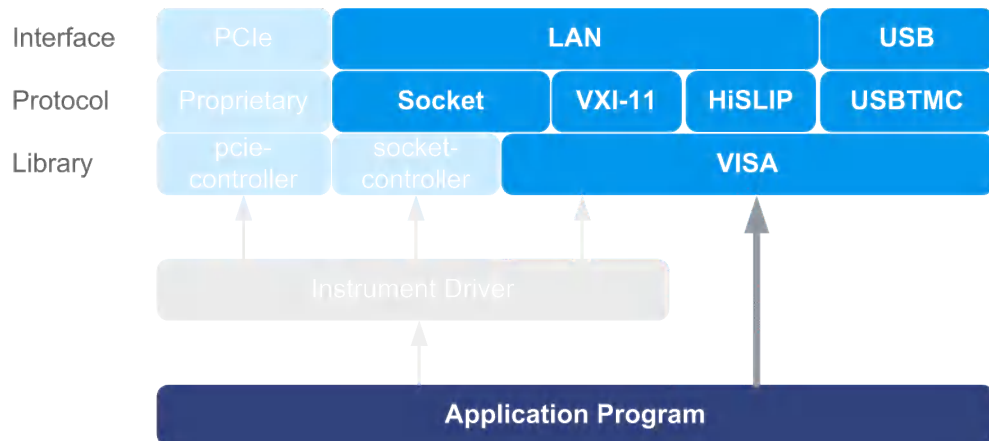 Interface PCIe LAN USB
Protocol Proprietary Socket VXI-11 HiSLIP USBTMC
Library pcie-controller socket-controller VISA
Instrument Driver
Application Program